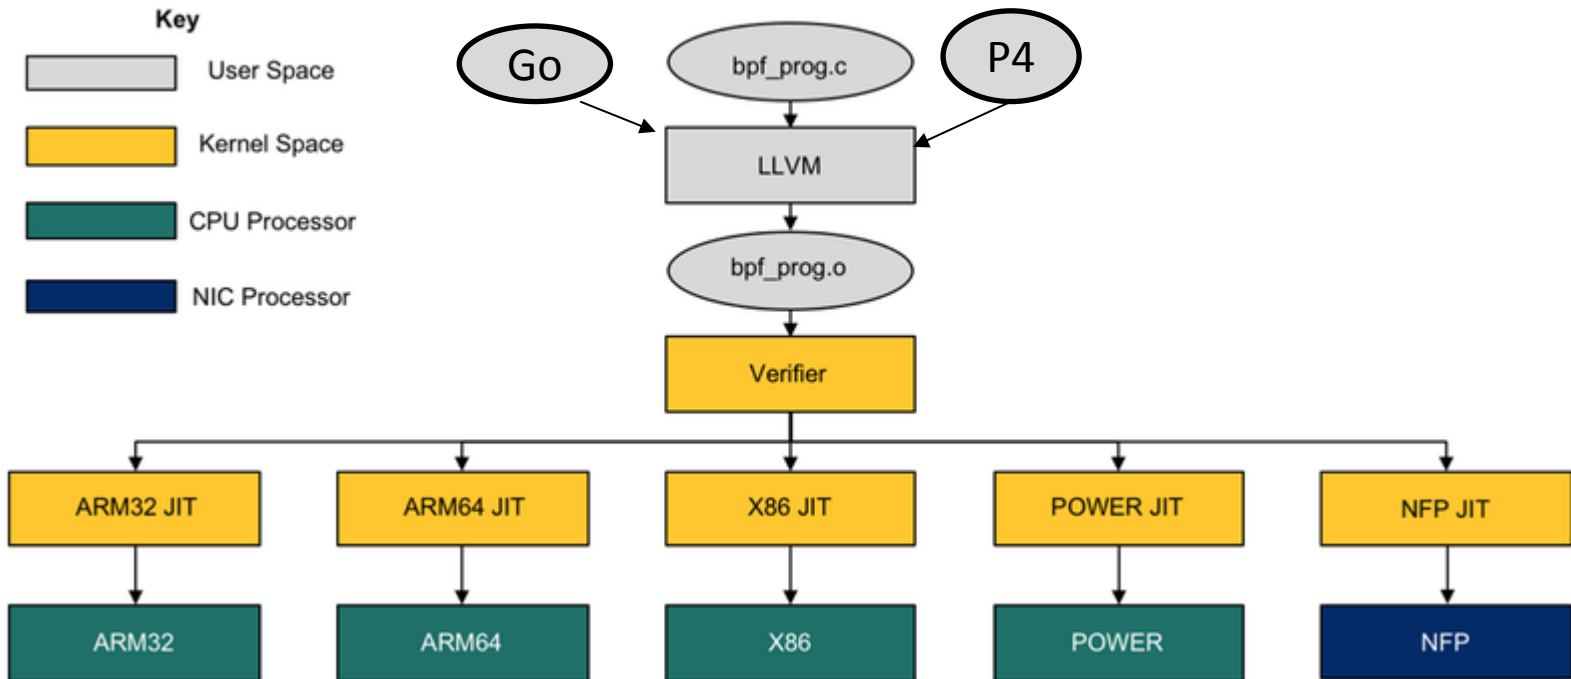 Key
User Space
Kernel Space
CPU Processor
NIC Processor
Go
bpf_prog.c
P4
LLVM
bpf_prog.o
Verifier
ARM32 JIT
ARM64 JIT
X86 JIT
POWER JIT
NFP JIT
ARM32
ARM64
X86
POWER
NFP